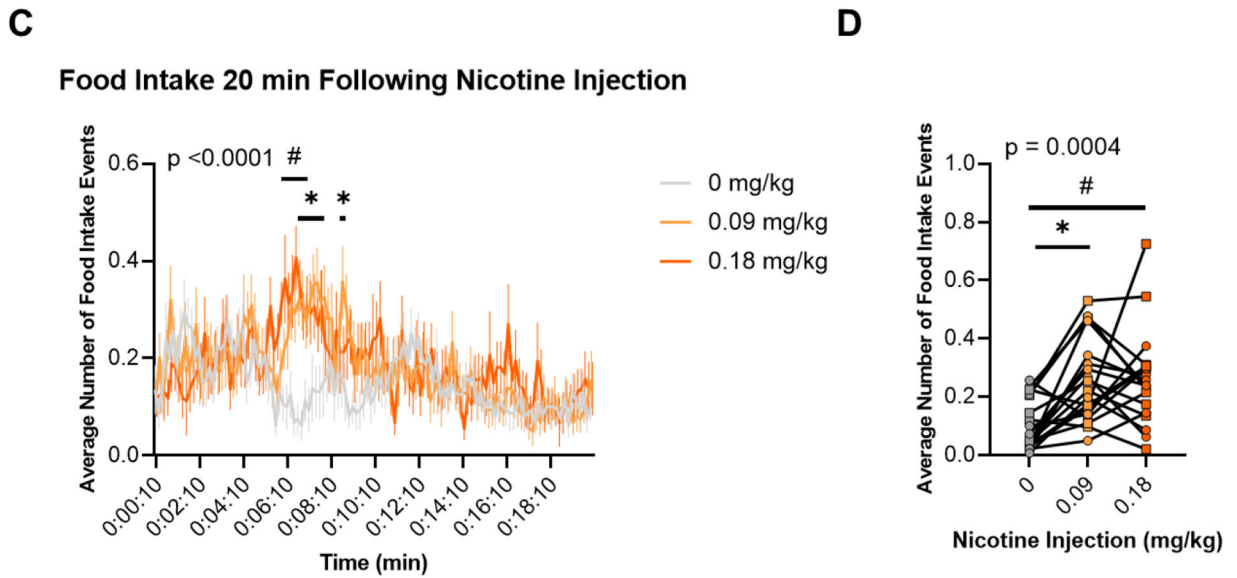 C
Food Intake 20 min Following Nicotine Injection
Average Number of Food Intake Events
0.6
0.4
0.2
0.0
p <0.0001 #
* *
0:00:10
0:02:10
0:04:10
0:06:10
0:08:10
0:10:10
0:12:10
0:14:10
0:16:10
0:18:10
Time (min)
0 mg/kg
0.09 mg/kg
0.18 mg/kg
D
Average Number of Food Intake Events
1.0
0.8
0.6
0.4
0.2
0.0
p = 0.0004
#
*
0
0.09
0.18
Nicotine Injection (mg/kg)